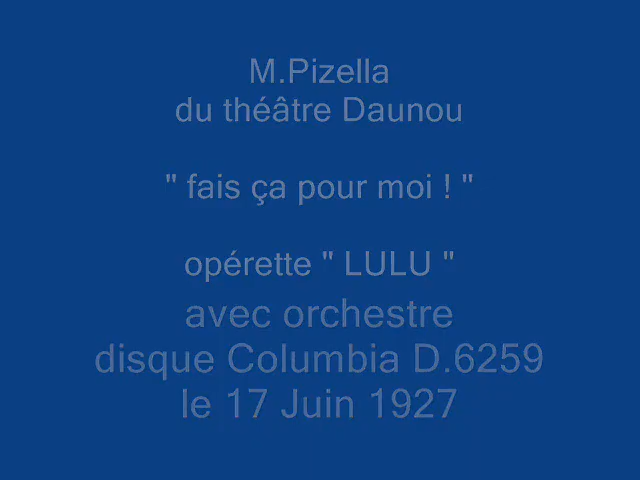 M.Pizella
du théâtre Daunou
" fais ça pour moi ! "
opérette " LULU "
avec orchestre
disque Columbia D.6259
le 17 Juin 1927